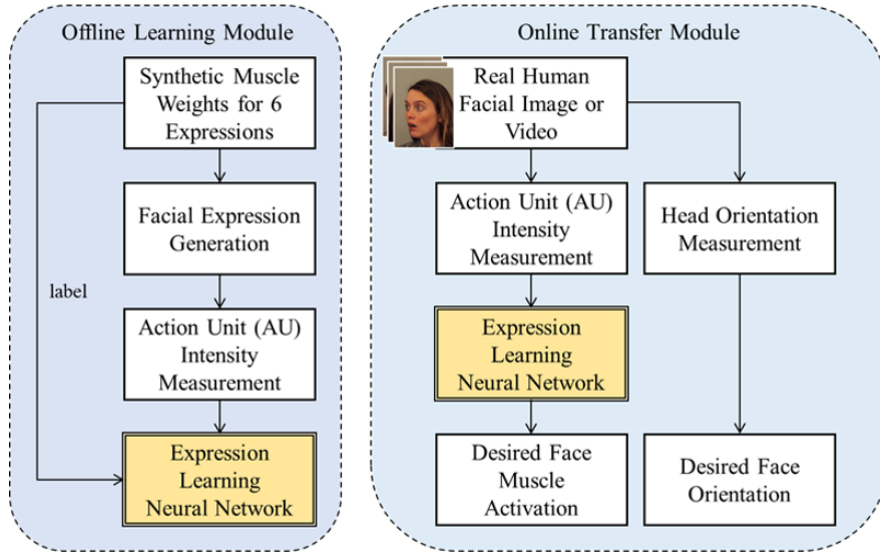 Offline Learning Module
Synthetic Muscle
Weights for 6
Expressions
Facial Expression
Generation
label
Action Unit (AU)
Intensity
Measurement
Expression
Learning
Neural Network
Online Transfer Module
Real Human
Facial Image or
Video
Action Unit (AU)
Intensity
Measurement
Head Orientation
Measurement
Expression
Learning
Neural Network
Desired Face
Muscle
Activation
Desired Face
Orientation